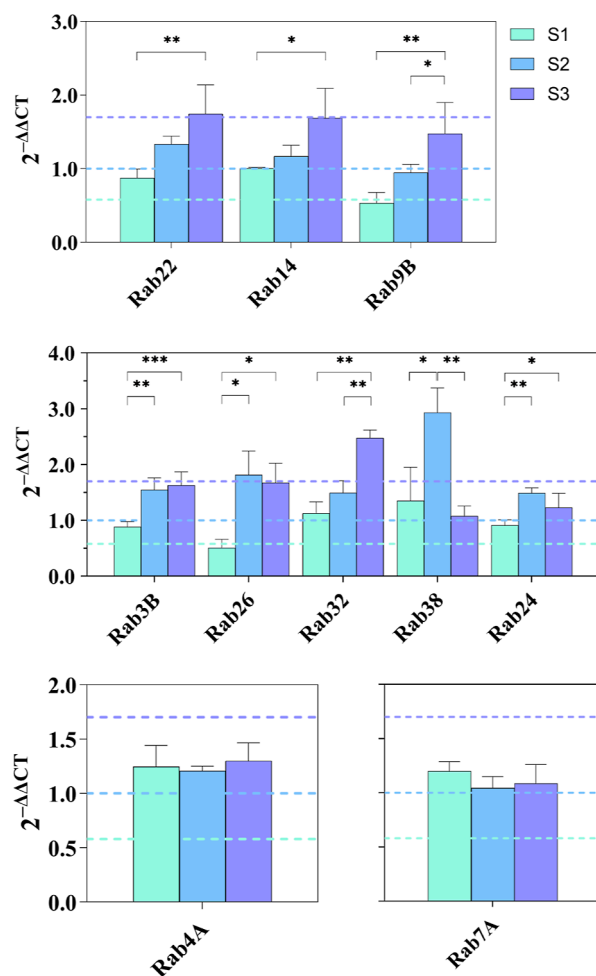 S1
S2
S3
2−ΔΔCT
3.0
2.0
1.0
0.0
** * ** *
Rab22 Rab14 Rab9B
2−ΔΔCT
4.0
3.0
2.0
1.0
0.0
*** ** * * ** ** * ** * **
Rab3B Rab26 Rab32 Rab38 Rab24
2−ΔΔCT
2.0
1.5
1.0
0.5
0.0
Rab4A Rab7A